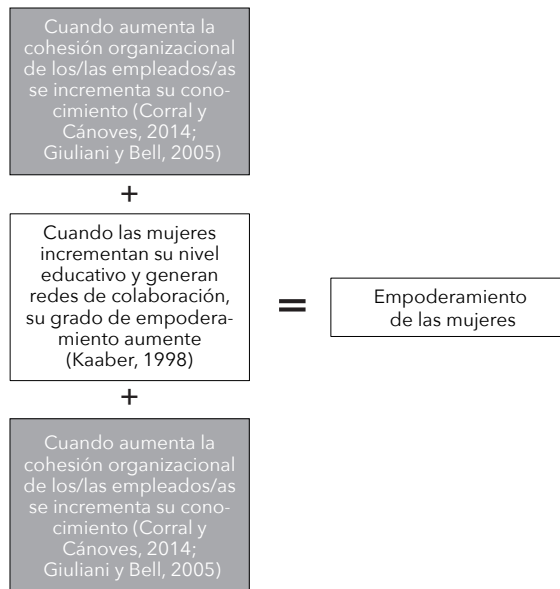 Cuando aumenta la
cohesión organizacional
de los/las empleados/as
se incrementa su cono-
cimiento (Corral y
Cánoves, 2014;
Giuliani y Bell, 2005)
+
Cuando las mujeres
incrementan su nivel
educativo y generan
redes de colaboración,
su grado de empodera-
miento aumente
(Kaaber, 1998)
=
Empoderamiento
de las mujeres
+
Cuando aumenta la
cohesión organizacional
de los/las empleados/as
se incrementa su cono-
cimiento (Corral y
Cánoves, 2014;
Giuliani y Bell, 2005)